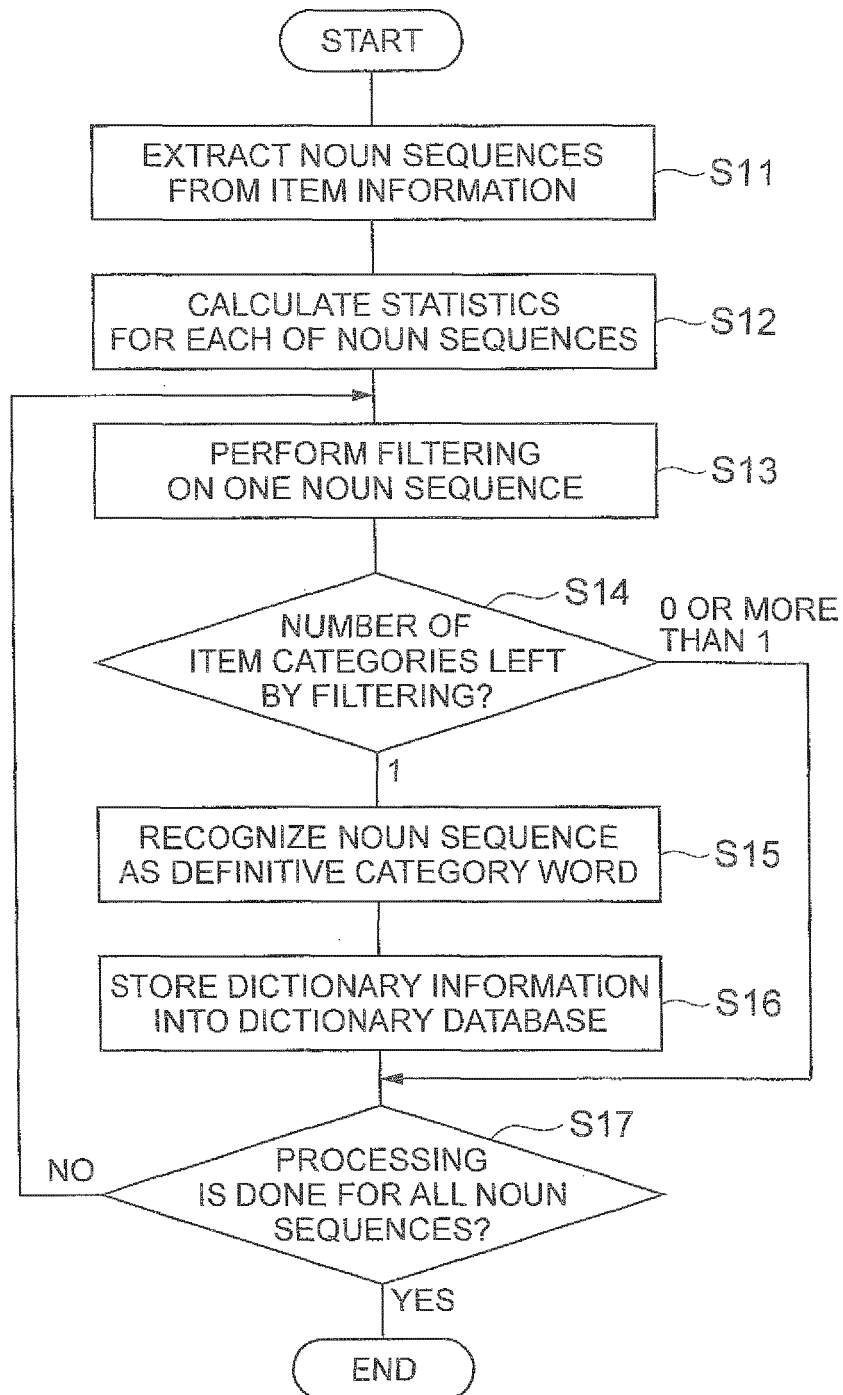 START
EXTRACT NOUN SEQUENCES
FROM ITEM INFORMATION
S11
CALCULATE STATISTICS
FOR EACH OF NOUN SEQUENCES
S12
PERFORM FILTERING
ON ONE NOUN SEQUENCE
S13
S14
NUMBER OF
ITEM CATEGORIES LEFT
BY FILTERING?
0 OR MORE
THAN 1
1
RECOGNIZE NOUN SEQUENCE
AS DEFINITIVE CATEGORY WORD
S15
STORE DICTIONARY INFORMATION
INTO DICTIONARY DATABASE
S16
S17
NO
PROCESSING
IS DONE FOR ALL NOUN
SEQUENCES?
YES
END